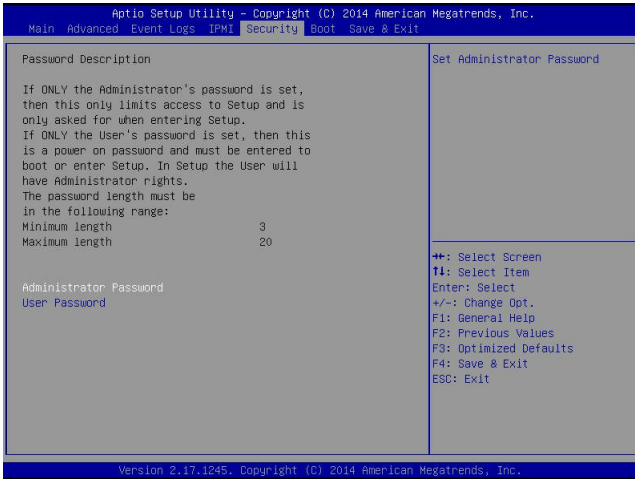 Aptio Setup Utility – Copyright (C) 2014 American Megatrends, Inc.
Main Advanced Event Logs IPMI Security Boot Save & Exit
Password Description
If ONLY the Administrator's password is set,
then this only limits access to Setup and is
only asked for when entering Setup.
If ONLY the User's password is set, then this
is a power on password and must be entered to
boot or enter Setup. In Setup the User will
have Administrator rights.
The password length must be
in the following range:
Minimum length 3
Maximum length 20
Administrator Password
User Password
Set Administrator Password
→←: Select Screen
↑↓: Select Item
Enter: Select
+/-: Change Opt.
F1: General Help
F2: Previous Values
F3: Optimized Defaults
F4: Save & Exit
ESC: Exit
Version 2.17.1245. Copyright (C) 2014 American Megatrends, Inc.